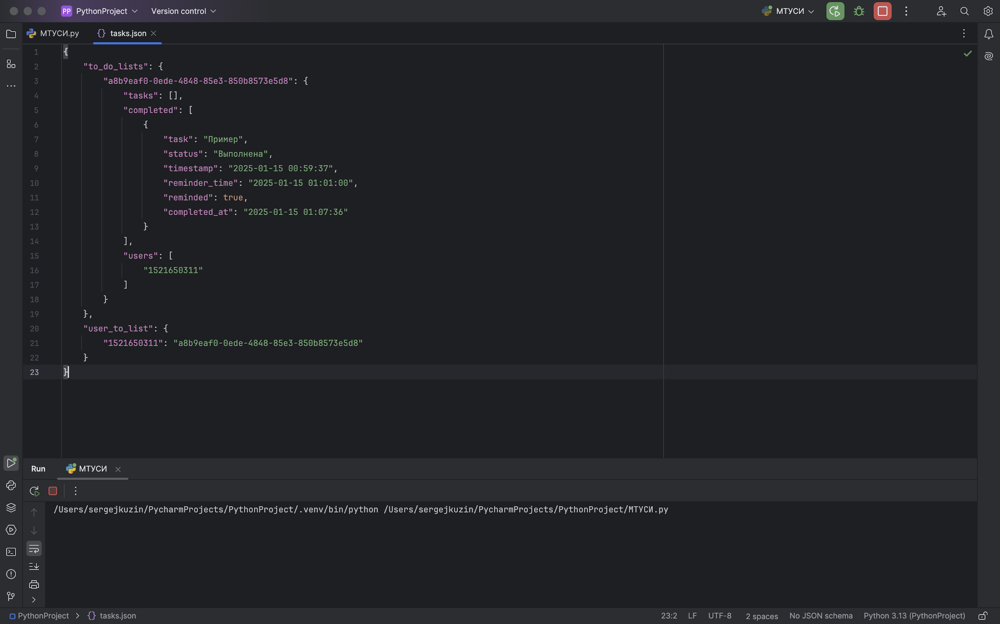 PP PythonProject Version control МТУСИ
МТУСИ.py tasks.json
1 {
2 "to_do_lists": {
3 "a8b9eaf0-0ede-4848-85e3-850b8573e5d8": {
4 "tasks": [],
5 "completed": [
6 {
7 "task": "Пример",
8 "status": "Выполнена",
9 "timestamp": "2025-01-15 00:59:37",
10 "reminder_time": "2025-01-15 01:01:00",
11 "reminded": true,
12 "completed_at": "2025-01-15 01:07:36"
13 }
14 ],
15 "users": [
16 "1521650311"
17 ]
18 }
19 },
20 "user_to_list": {
21 "1521650311": "a8b9eaf0-0ede-4848-85e3-850b8573e5d8"
22 }
23 }
Run МТУСИ
/Users/sergejkuzin/PycharmProjects/PythonProject/.venv/bin/python /Users/sergejkuzin/PycharmProjects/PythonProject/МТУСИ.py
PythonProject > {} tasks.json 23:2 LF UTF-8 2 spaces No JSON schema Python 3.13 (PythonProject)